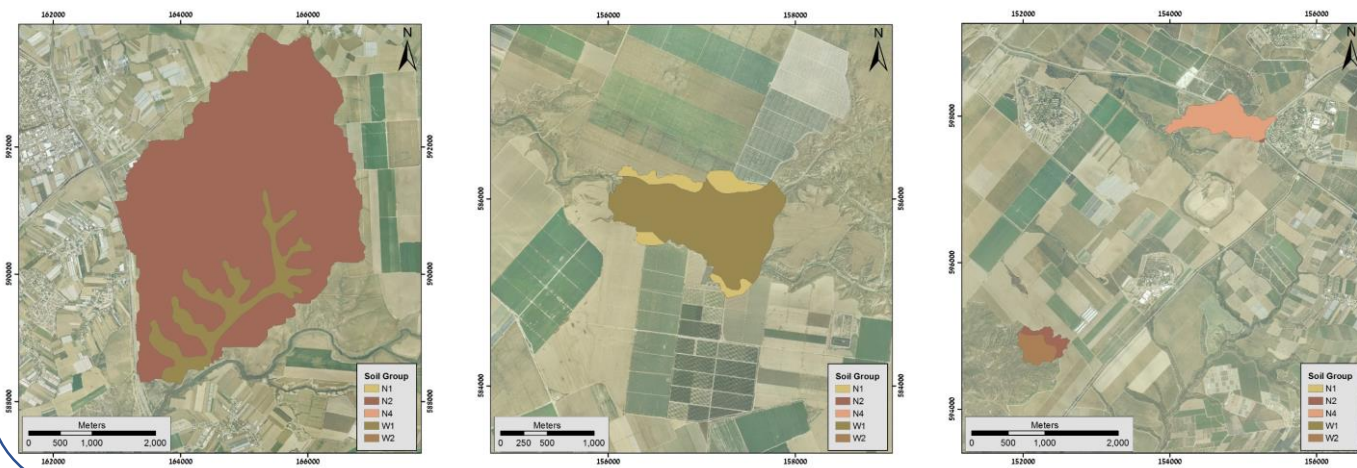 162000 164000 166000
N
592000 592000
590000 590000
588000 588000
Soil Group
N1
N2
N4
W1
W2
Meters
0 500 1,000 2,000
162000 164000 166000
156000 158000
N
586000 586000
584000 584000
Soil Group
N1
N2
N4
W1
W2
Meters
0 250 500 1,000
156000 158000
152000 154000 156000
N
598000
596000
594000
Soil Group
N1
N2
N4
W1
W2
Meters
0 500 1,000 2,000
152000 154000 156000